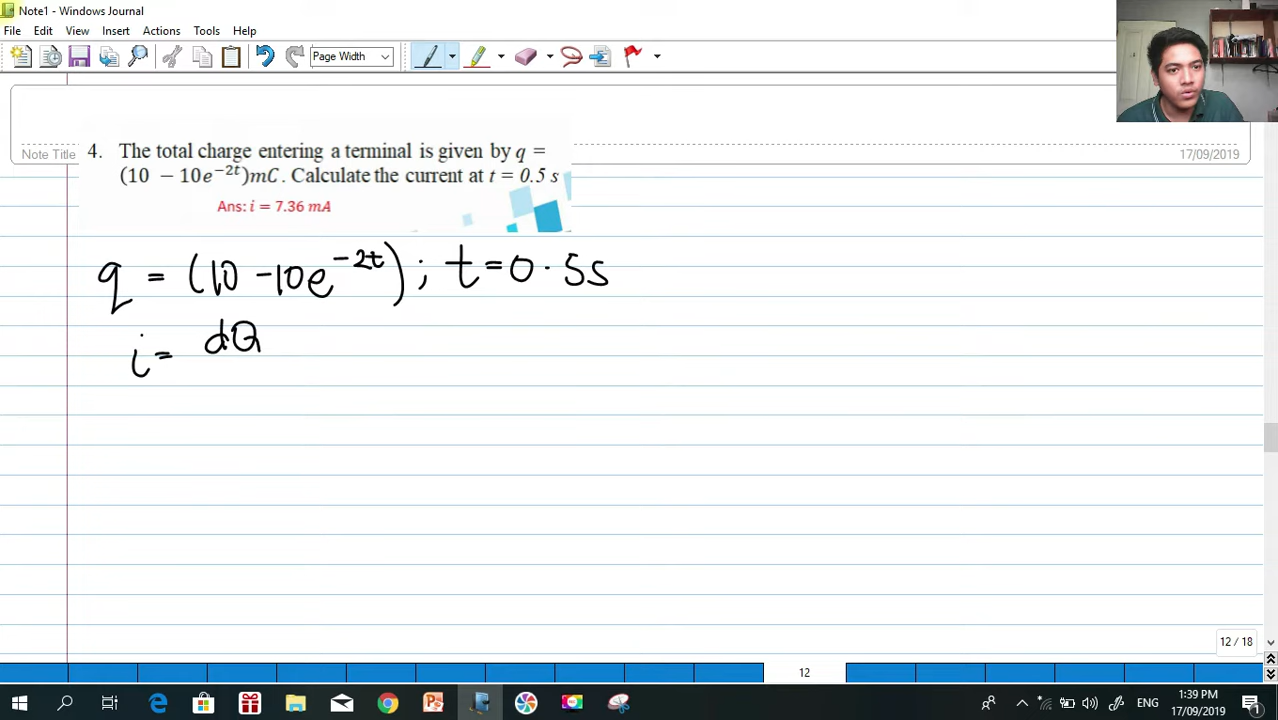 Note1 - Windows Journal
File Edit View Insert Actions Tools Help
Page Width
Note Title
17/09/2019
4. The total charge entering a terminal is given by q =
(10 − 10e^{−2t})mC. Calculate the current at t = 0.5 s
Ans: i = 7.36 mA
q = (10 -10e^{-2t}) ; t = 0.5s
i = dQ
12 / 18
12
ENG
1:39 PM
17/09/2019
1